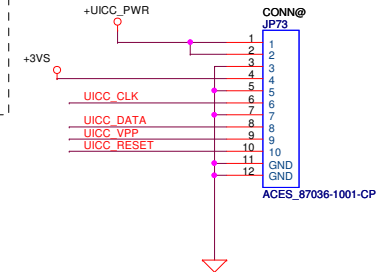 +UICC_PWR
CONN@
JP73
+3VS
1 1
2 2
3 3
4 4
5 5
UICC_CLK 6 6
7 7
UICC_DATA 8 8
UICC_VPP 9 9
UICC_RESET 10 10
11 GND
12 GND
ACES_87036-1001-CP